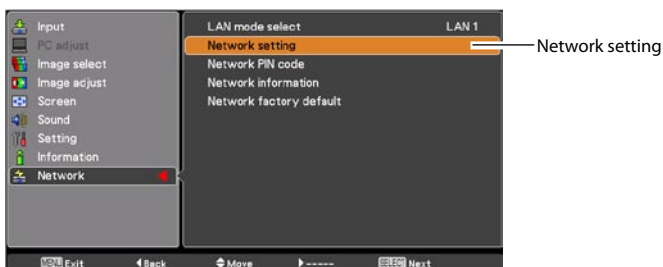 Input
PC adjust
Image select
Image adjust
Screen
Sound
Setting
Information
Network
LAN mode select LAN 1
Network setting
Network PIN code
Network information
Network factory default
Network setting
MENU Exit ◀Back Move ▶----- SELECT Next